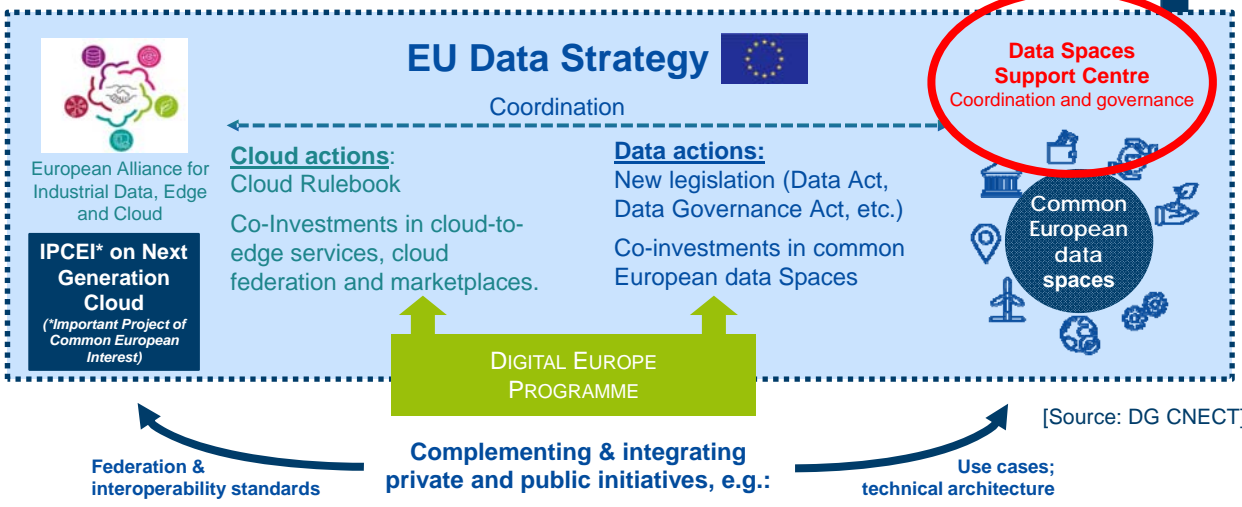 EU Data Strategy
Data Spaces
Support Centre
Coordination and governance
Coordination
European Alliance for
Industrial Data, Edge
and Cloud
IPCEI* on Next
Generation
Cloud
(*Important Project of
Common European
Interest)
Cloud actions:
Cloud Rulebook
Co-Investments in cloud-to-
edge services, cloud
federation and marketplaces.
Data actions:
New legislation (Data Act,
Data Governance Act, etc.)
Co-investments in common
European data Spaces
Common
European
data
spaces
DIGITAL EUROPE
PROGRAMME
[Source: DG CNECT]
Federation &
interoperability standards
Complementing & integrating
private and public initiatives, e.g.:
Use cases;
technical architecture